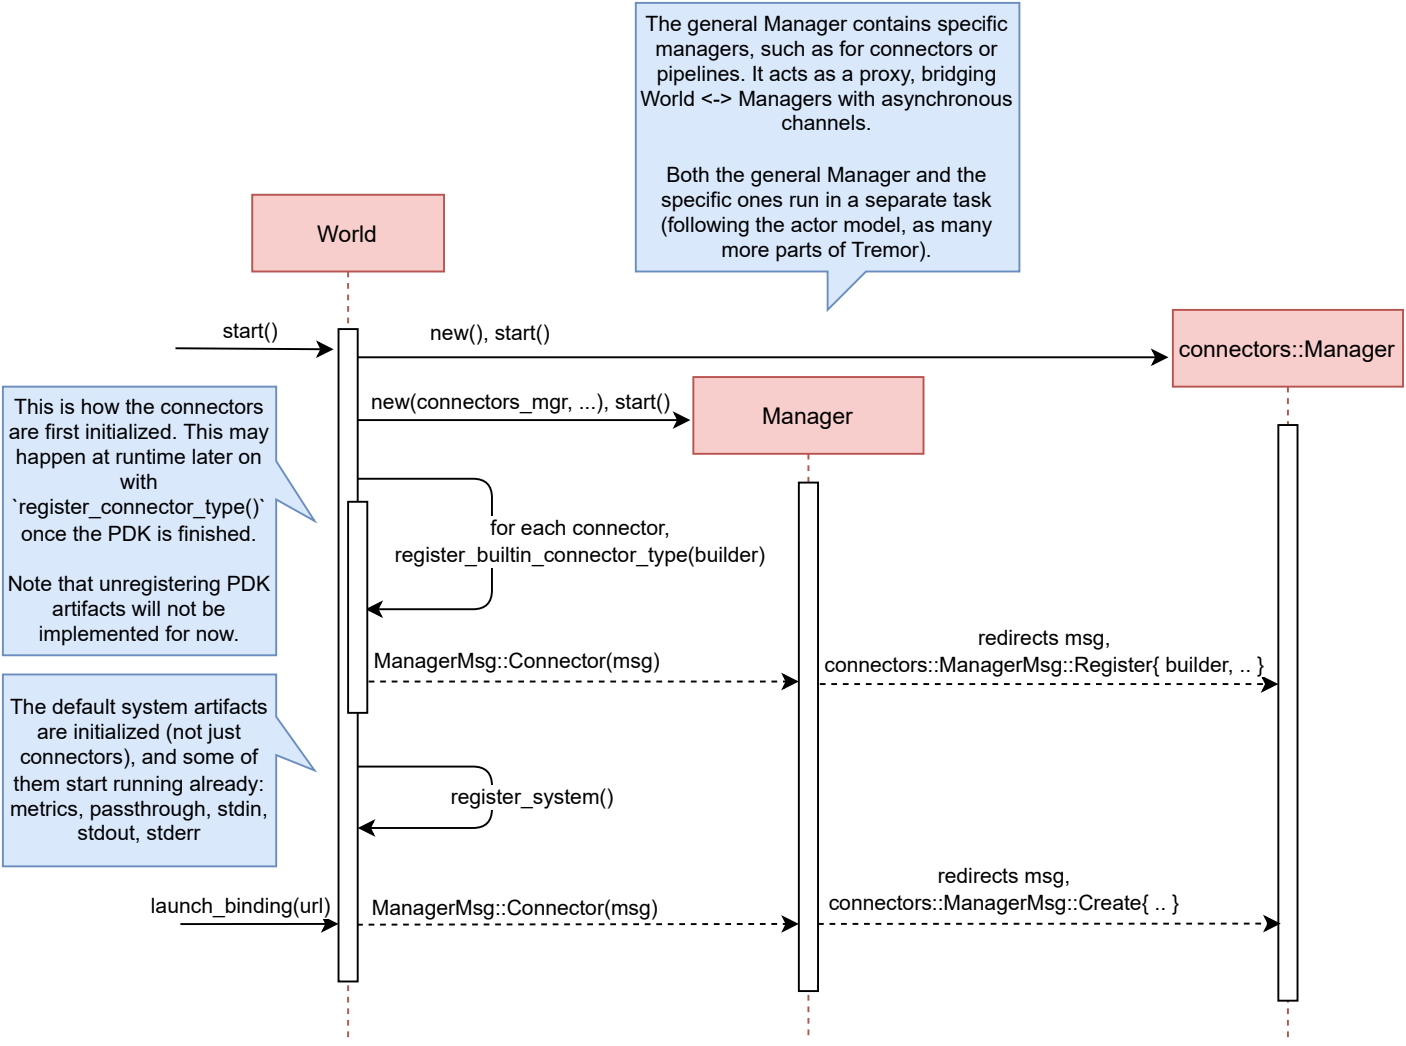 The general Manager contains specific
managers, such as for connectors or
pipelines. It acts as a proxy, bridging
World <-> Managers with asynchronous
channels.
Both the general Manager and the
specific ones run in a separate task
(following the actor model, as many
more parts of Tremor).
World
start()
new(), start()
connectors::Manager
new(connectors_mgr, ...), start()
Manager
This is how the connectors
are first initialized. This may
happen at runtime later on
with
`register_connector_type()`
once the PDK is finished.
Note that unregistering PDK
artifacts will not be
implemented for now.
for each connector,
register_builtin_connector_type(builder)
ManagerMsg::Connector(msg)
redirects msg,
connectors::ManagerMsg::Register{ builder, .. }
The default system artifacts
are initialized (not just
connectors), and some of
them start running already:
metrics, passthrough, stdin,
stdout, stderr
register_system()
launch_binding(url)
ManagerMsg::Connector(msg)
redirects msg,
connectors::ManagerMsg::Create{ .. }